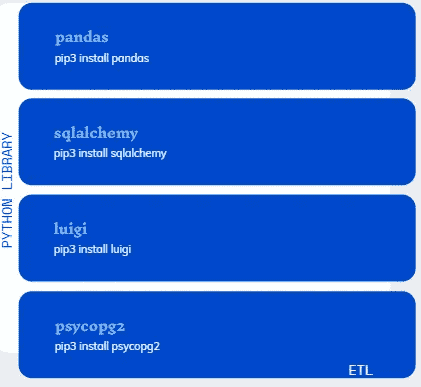 PYTHON LIBRARY
pandas
pip3 install pandas
sqlalchemy
pip3 install sqlalchemy
luigi
pip3 install luigi
psycopg2
pip3 install psycopg2
ETL